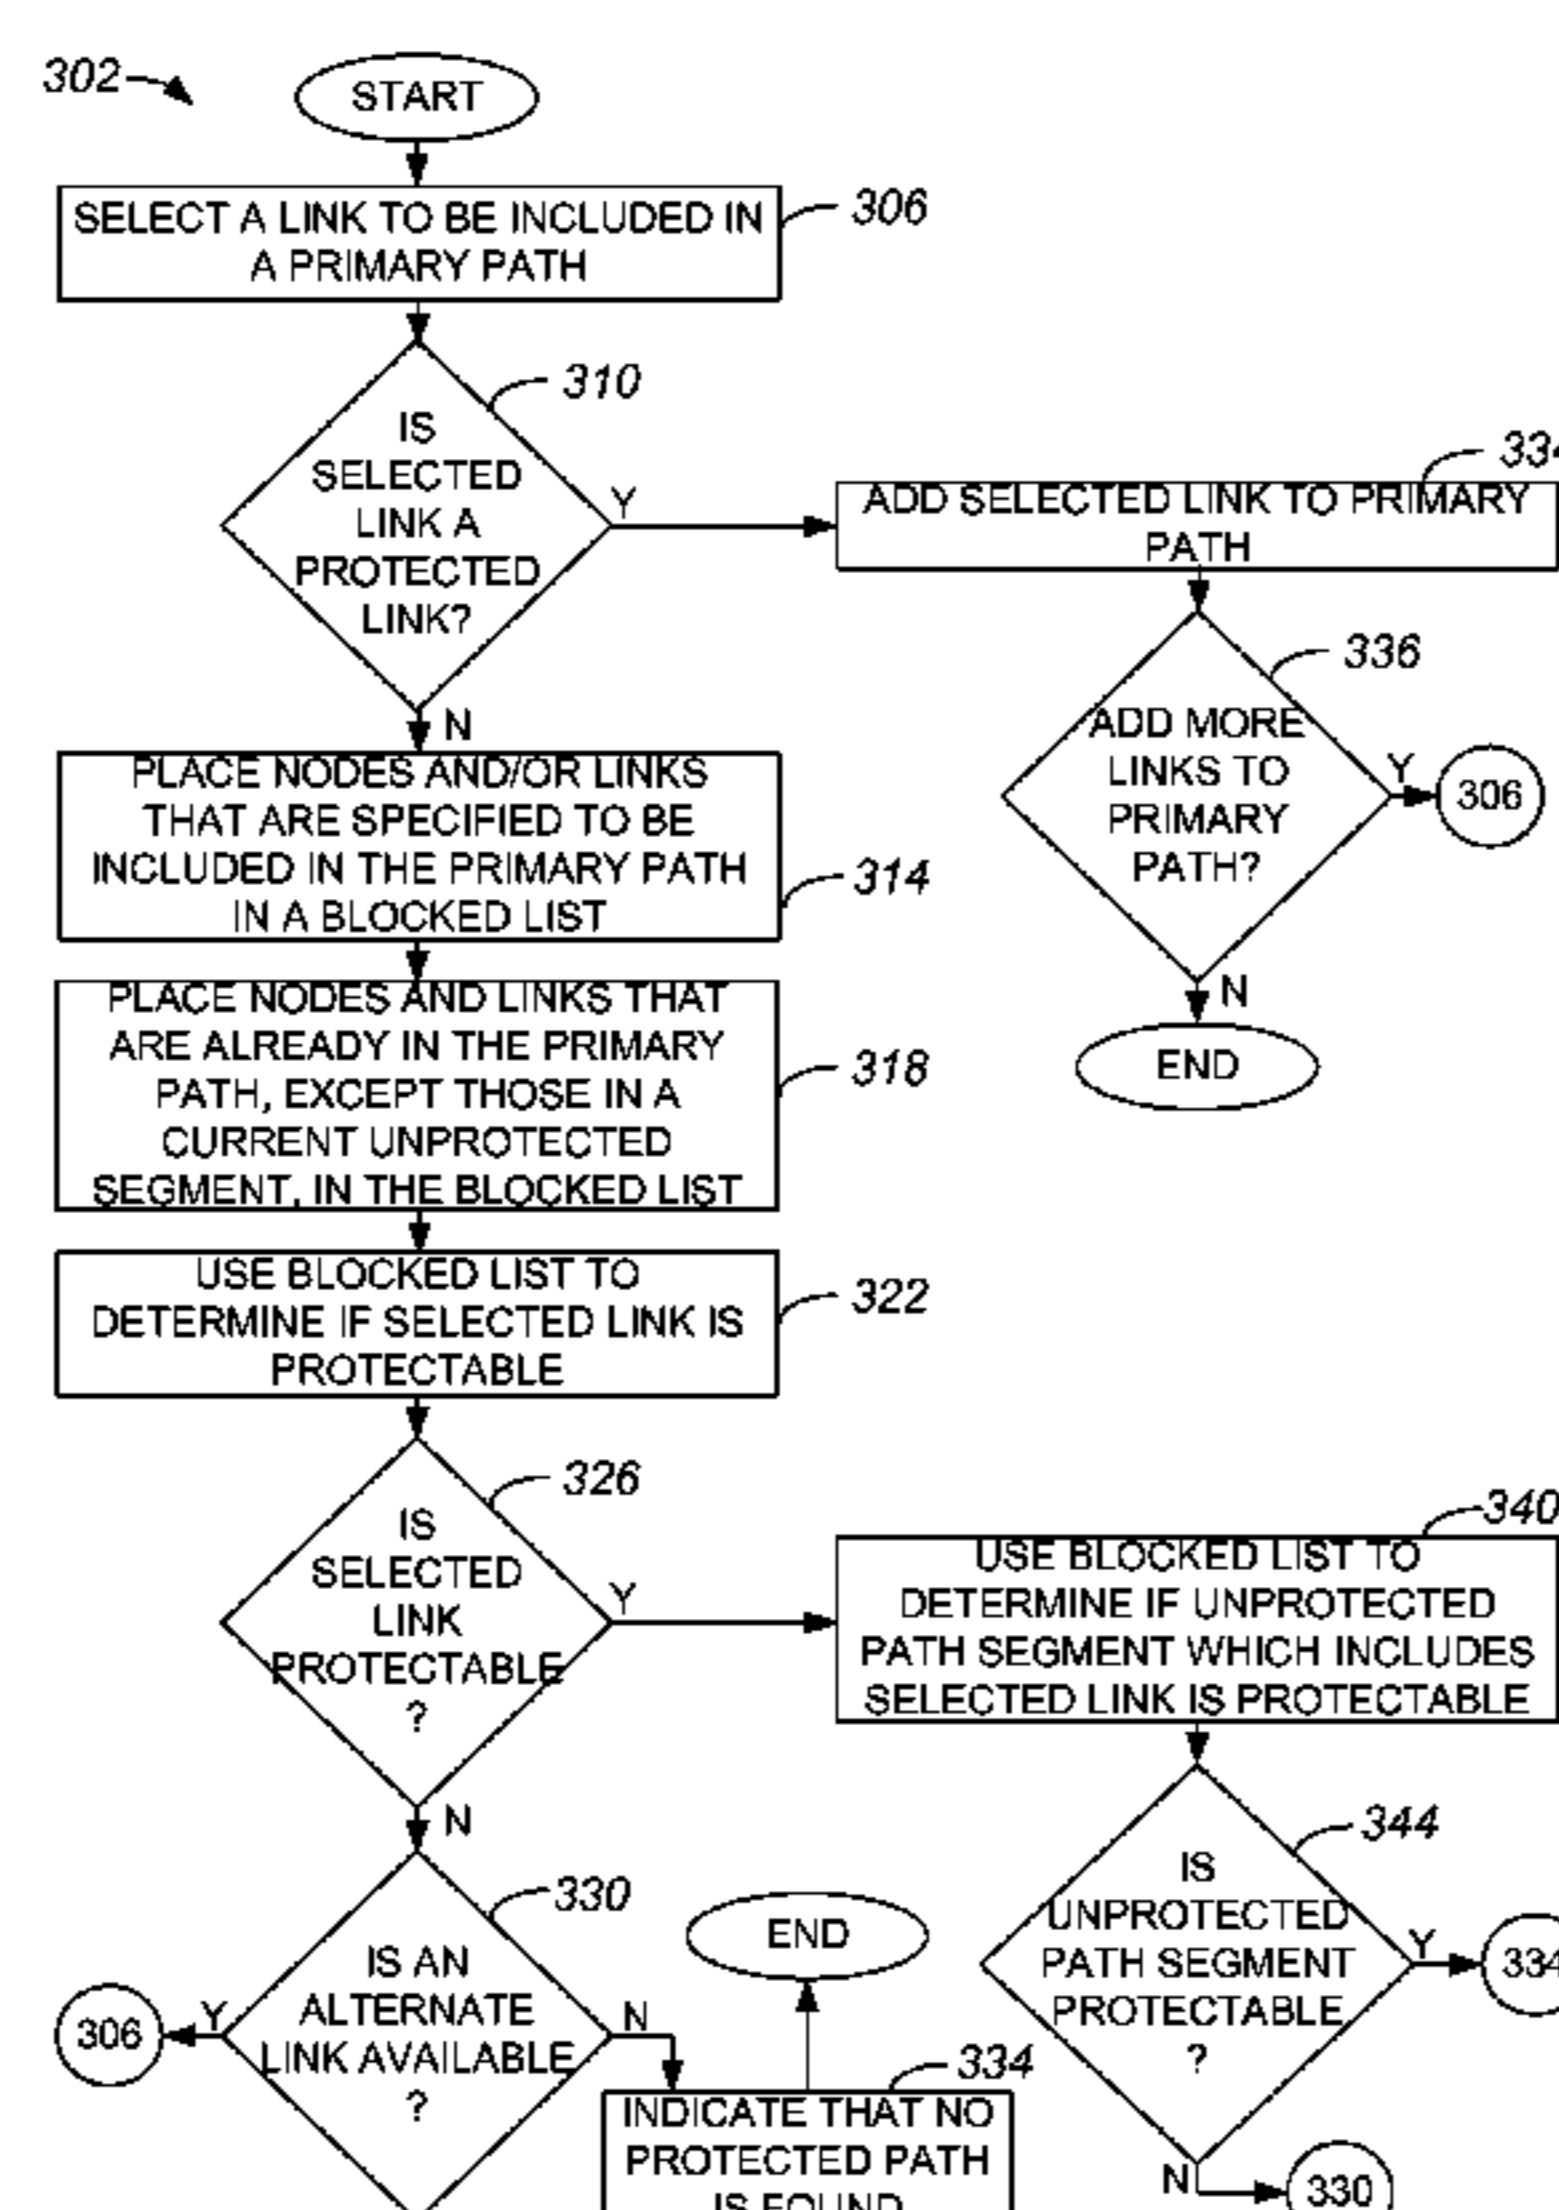 302
START
SELECT A LINK TO BE INCLUDED IN
A PRIMARY PATH
306
310
IS
SELECTED
LINK A
PROTECTED
LINK?
Y
N
334
ADD SELECTED LINK TO PRIMARY
PATH
336
ADD MORE
LINKS TO
PRIMARY
PATH?
Y
306
N
END
PLACE NODES AND/OR LINKS
THAT ARE SPECIFIED TO BE
INCLUDED IN THE PRIMARY PATH
IN A BLOCKED LIST
314
PLACE NODES AND LINKS THAT
ARE ALREADY IN THE PRIMARY
PATH, EXCEPT THOSE IN A
CURRENT UNPROTECTED
SEGMENT, IN THE BLOCKED LIST
318
USE BLOCKED LIST TO
DETERMINE IF SELECTED LINK IS
PROTECTABLE
322
326
IS
SELECTED
LINK
PROTECTABLE
?
Y
N
340
USE BLOCKED LIST TO
DETERMINE IF UNPROTECTED
PATH SEGMENT WHICH INCLUDES
SELECTED LINK IS PROTECTABLE
344
IS
UNPROTECTED
PATH SEGMENT
PROTECTABLE
?
Y
334
N
330
330
IS AN
ALTERNATE
LINK AVAILABLE
?
Y
306
N
END
334
INDICATE THAT NO
PROTECTED PATH
IS FOUND